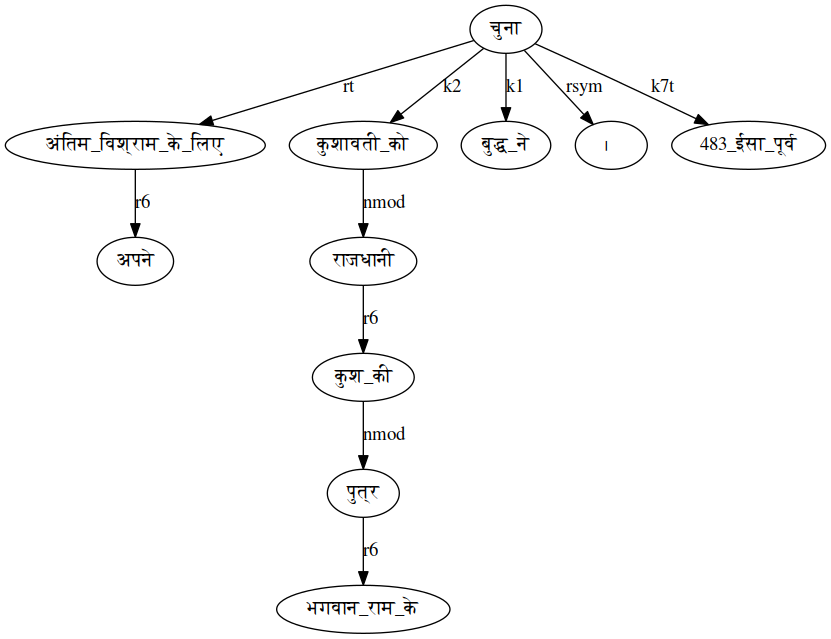 चुना
rt
k2
k1
rsym
k7t
अंतिम_विश्राम_के_लिए
कुशावती_को
बुद्ध_ने
।
483_ईसा_पूर्व
r6
nmod
अपने
राजधानी
r6
कुश_की
nmod
पुत्र
r6
भगवान_राम_के